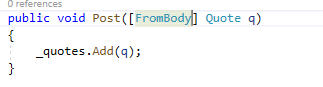 0 references
public void Post([FromBody] Quote q)
{
_quotes.Add(q);
}